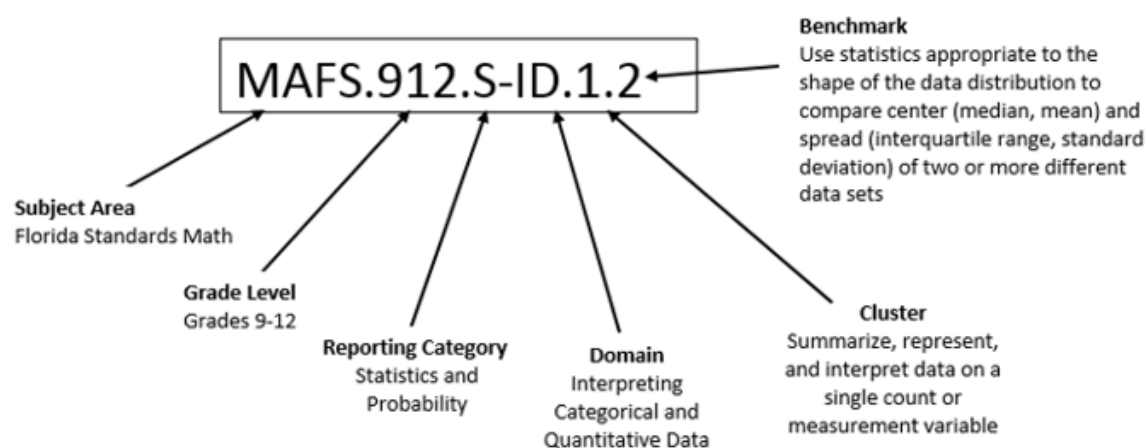 MAFS.912.S-ID.1.2
Benchmark
Use statistics appropriate to the
shape of the data distribution to
compare center (median, mean) and
spread (interquartile range, standard
deviation) of two or more different
data sets
Subject Area
Florida Standards Math
Grade Level
Grades 9-12
Reporting Category
Statistics and
Probability
Domain
Interpreting
Categorical and
Quantitative Data
Cluster
Summarize, represent,
and interpret data on a
single count or
measurement variable